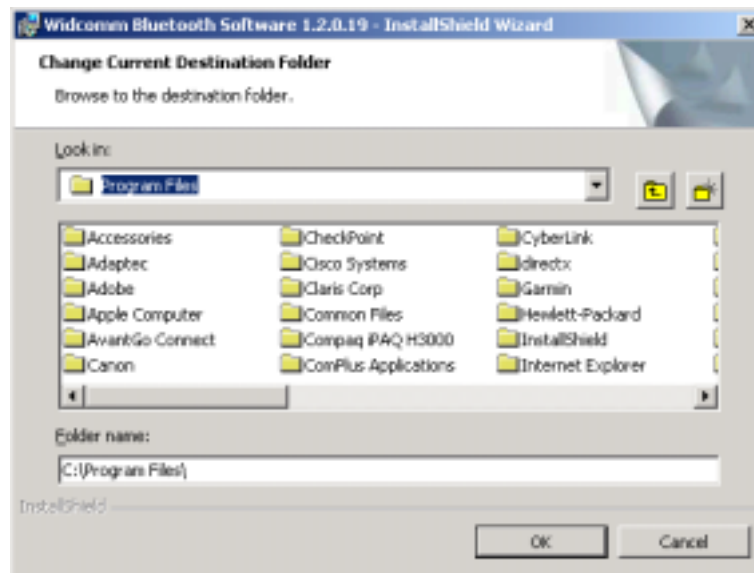 Widcomm Bluetooth Software 1.2.0.19 - InstallShield Wizard
Change Current Destination Folder
Browse to the destination folder.
Look in:
Program Files
Accessories CheckPoint CyberLink
Adaptec Cisco Systems directx
Adobe Claris Corp Garmin
Apple Computer Common Files Hewlett-Packard
AvantGo Connect Compaq iPAQ H3000 InstallShield
Canon ComPlus Applications Internet Explorer
Folder name:
C:\Program Files\
InstallShield
OK Cancel